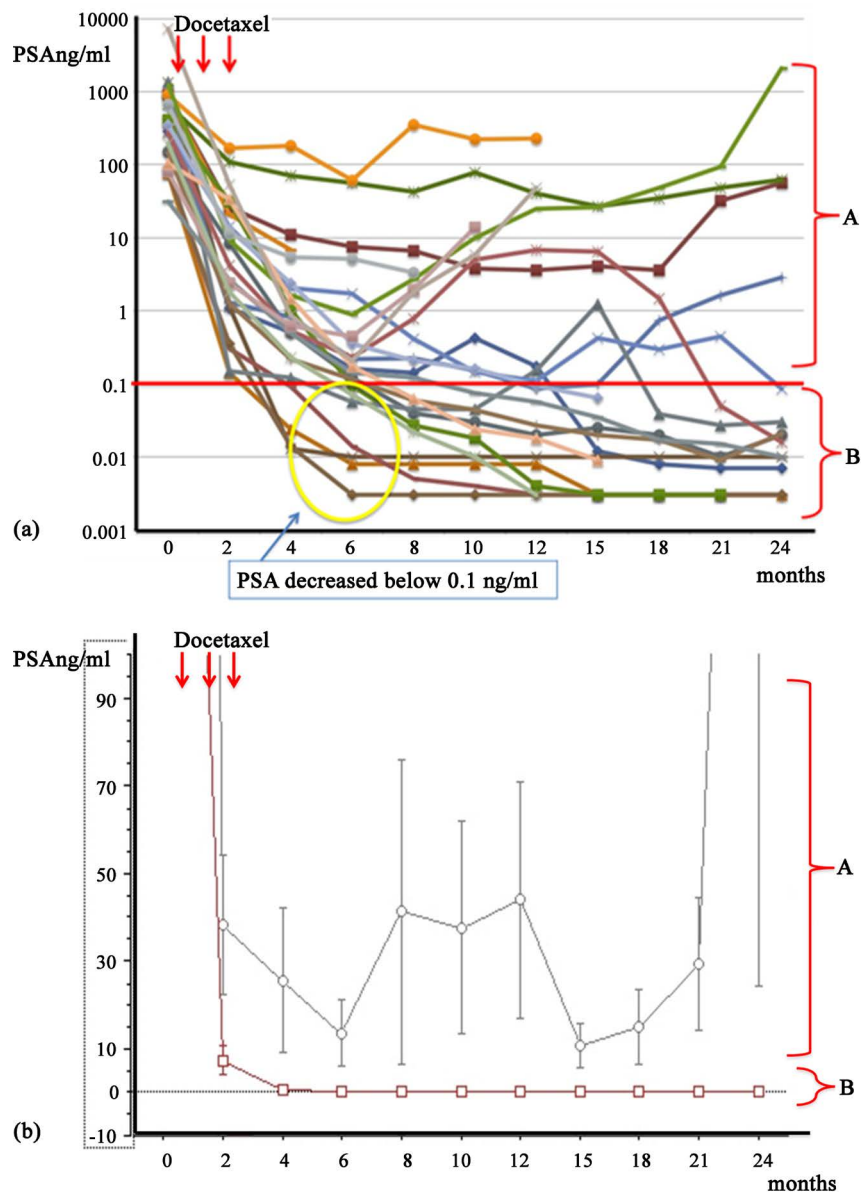 10000
Docetaxel
PSAng/ml
1000
100
10
A
1
0.1
B
0.01
(a)
0.001
0 2 4 6 8 10 12 15 18 21 24
PSA decreased below 0.1 ng/ml
months
Docetaxel
PSAng/ml
90
70
50
A
30
10
B
0
(b)
-10
0 2 4 6 8 10 12 15 18 21 24
months